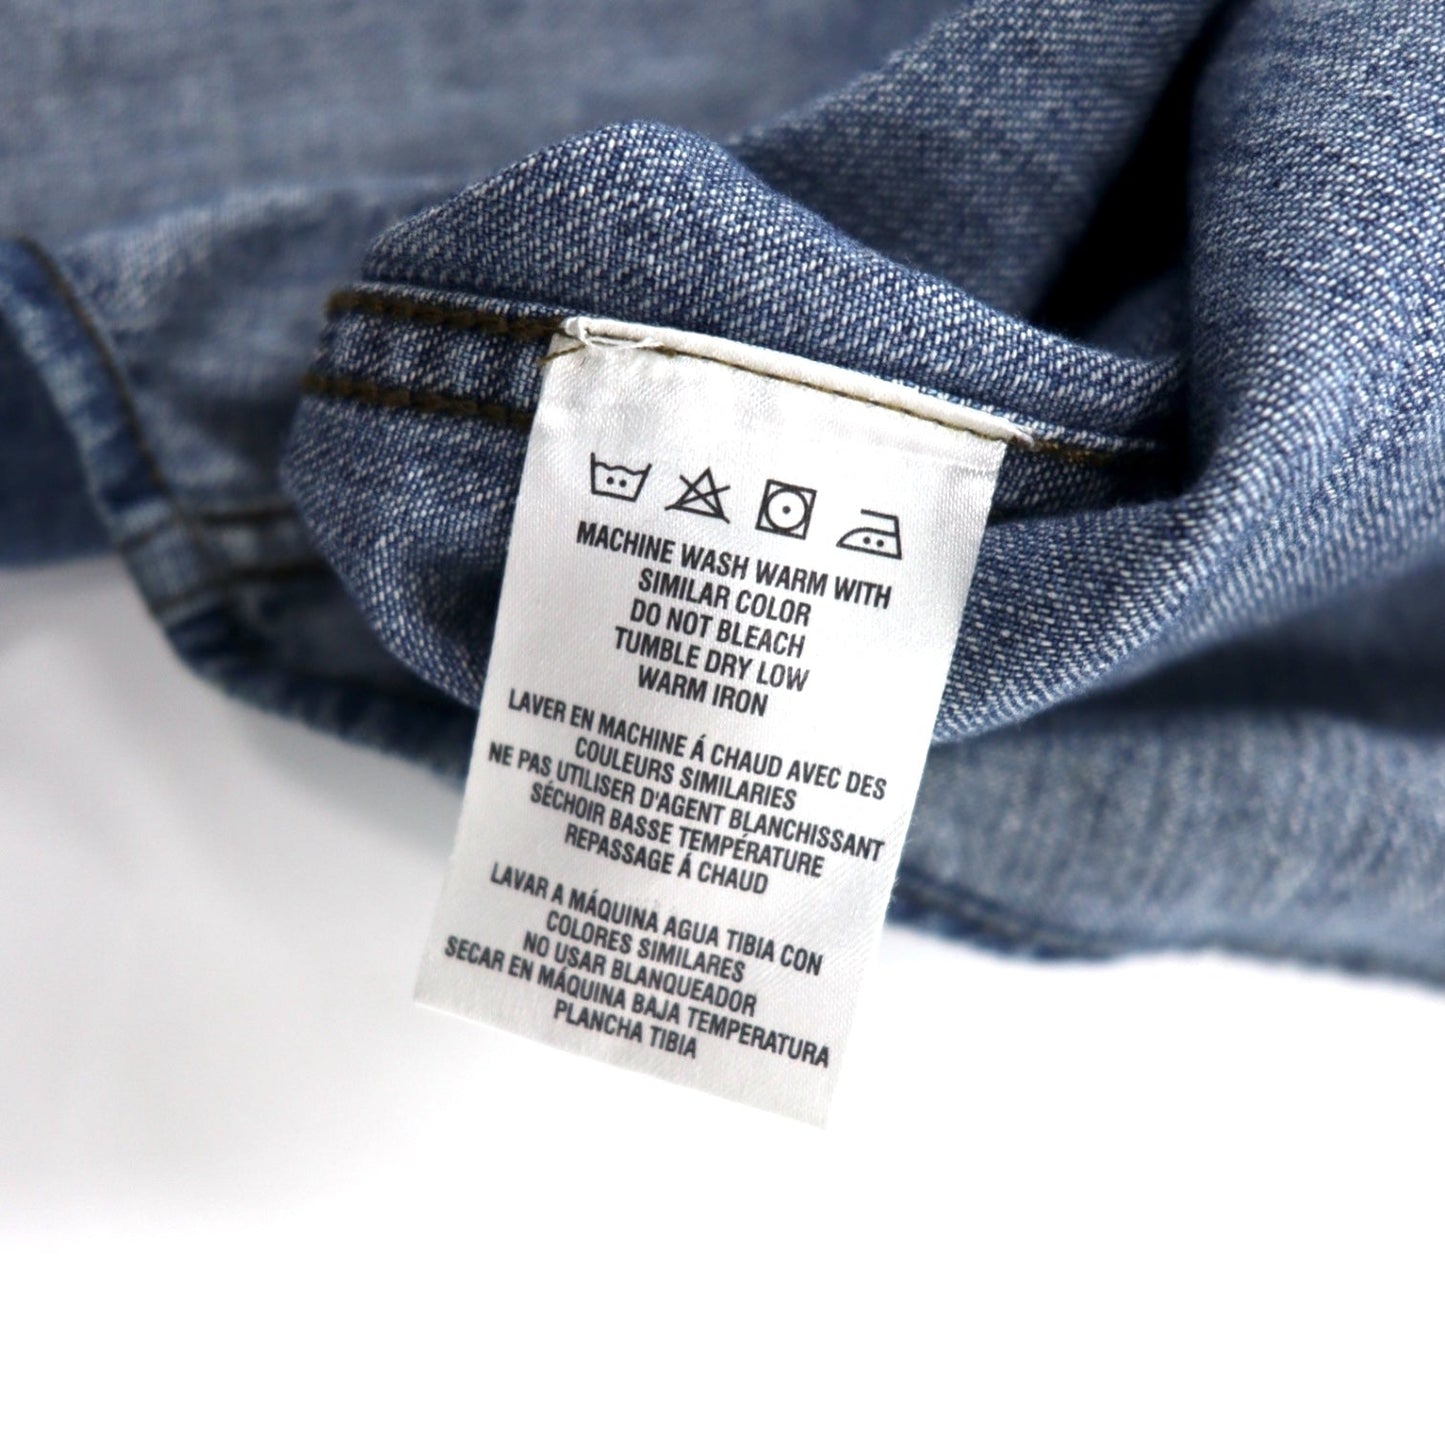 MACHINE WASH WARM WITH
SIMILAR COLOR
DO NOT BLEACH
TUMBLE DRY LOW
WARM IRON
LAVER EN MACHINE Á CHAUD AVEC DES
COULEURS SIMILARIES
NE PAS UTILISER D'AGENT BLANCHISSANT
SÉCHOIR BASSE TEMPÉRATURE
REPASSAGE Á CHAUD
LAVAR A MÁQUINA AGUA TIBIA CON
COLORES SIMILARES
NO USAR BLANQUEADOR
SECAR EN MÁQUINA BAJA TEMPERATURA
PLANCHA TIBIA